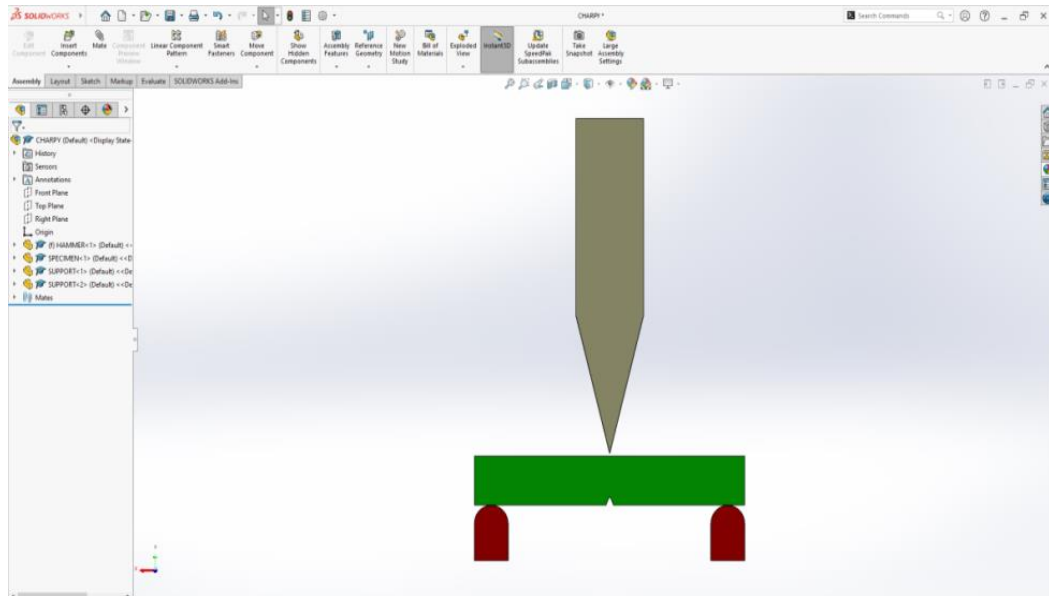 SOLIDWORKS
CHARPY *
Search Commands
Edit Component
Insert Components
Mate
Component Preview Window
Linear Component Pattern
Smart Fasteners
Move Component
Show Hidden Components
Assembly Features
Reference Geometry
New Motion Study
Bill of Materials
Exploded View
Instant3D
Update SpeedPak Subassemblies
Take Snapshot
Large Assembly Settings
Assembly Layout Sketch Markup Evaluate SOLIDWORKS Add-Ins
CHARPY (Default) <Display State-
History
Sensors
Annotations
Front Plane
Top Plane
Right Plane
Origin
(f) HAMMER<1> (Default) <<
SPECIMEN<1> (Default) <<D
SUPPORT<1> (Default) <<De
SUPPORT<2> (Default) <<De
Mates